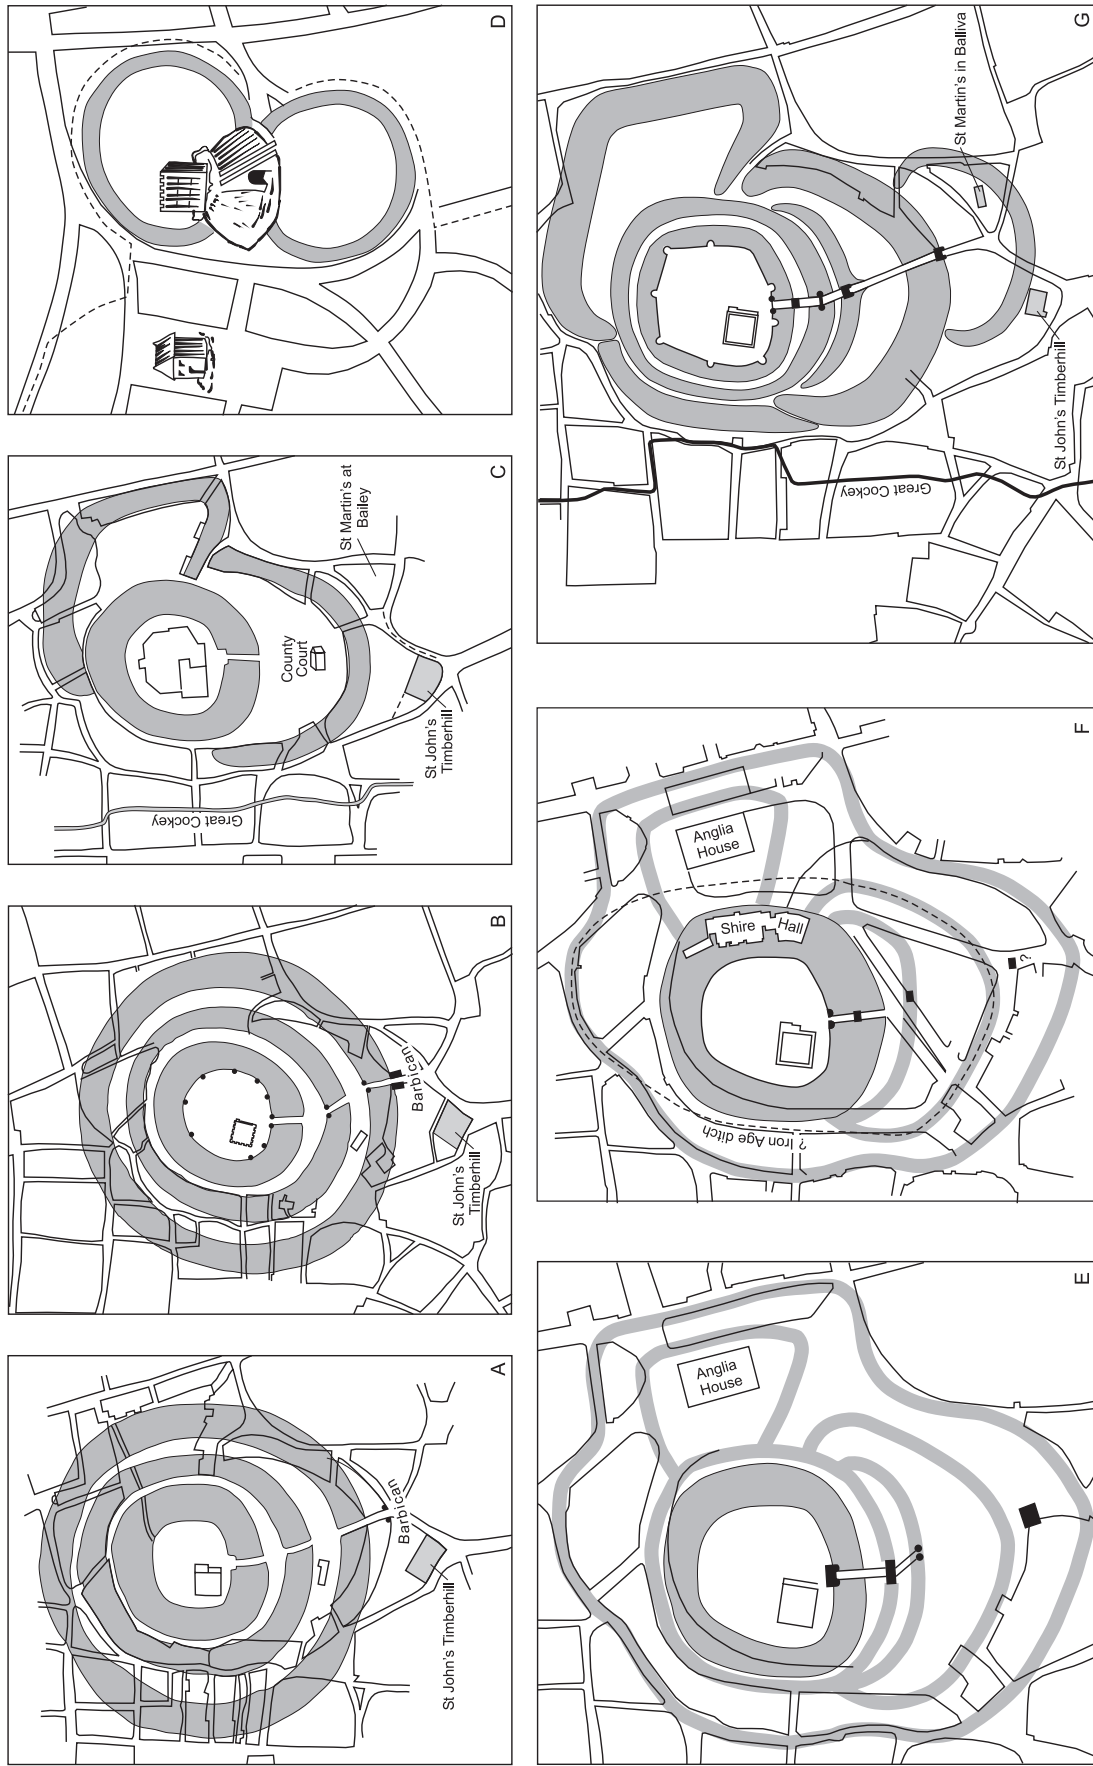 A
Barbican
St John's Timberhill
B
Barbican
St John's
Timberhill
C
St Martin's at
Bailey
County
Court
St John's
Timberhill
Great Cockey
D
E
Anglia
House
F
Anglia
House
Shire
Hall
?
? Iron Age ditch
G
St Martin's in Balliva
St John's Timberhill
Great Cockey